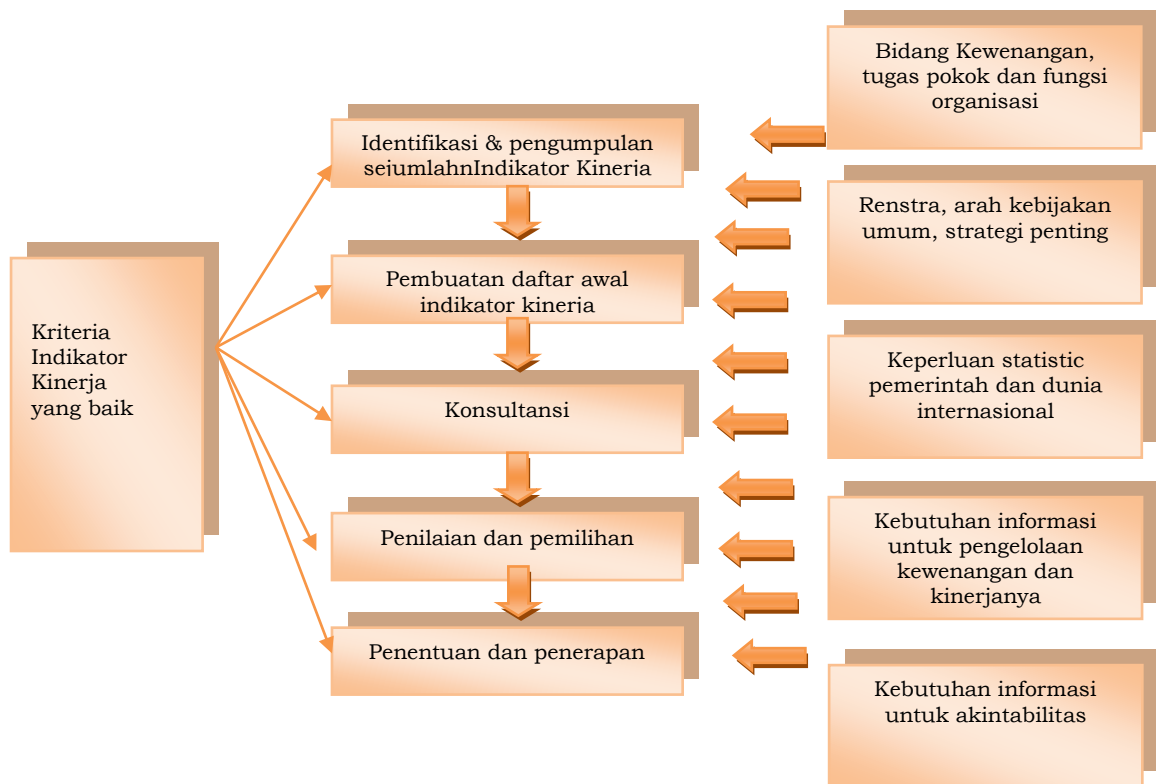 Kriteria
Indikator
Kinerja
yang baik
Identifikasi & pengumpulan
sejumlahnIndikator Kinerja
Pembuatan daftar awal
indikator kinerja
Konsultansi
Penilaian dan pemilihan
Penentuan dan penerapan
Bidang Kewenangan,
tugas pokok dan fungsi
organisasi
Renstra, arah kebijakan
umum, strategi penting
Keperluan statistic
pemerintah dan dunia
internasional
Kebutuhan informasi
untuk pengelolaan
kewenangan dan
kinerjanya
Kebutuhan informasi
untuk akintabilitas